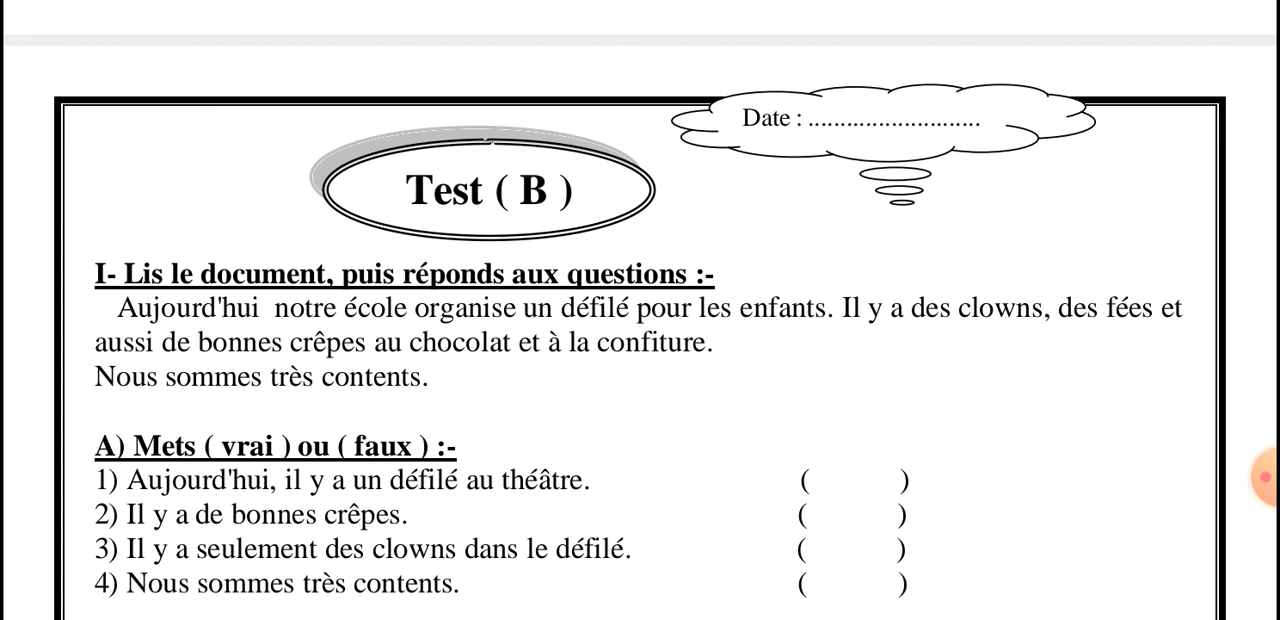 Date : ...........................
Test ( B )
I- Lis le document, puis réponds aux questions :-
Aujourd'hui  notre école organise un défilé pour les enfants. Il y a des clowns, des fées et
aussi de bonnes crêpes au chocolat et à la confiture.
Nous sommes très contents.
A) Mets ( vrai ) ou ( faux ) :-
1) Aujourd'hui, il y a un défilé au théâtre. (          )
2) Il y a de bonnes crêpes. (          )
3) Il y a seulement des clowns dans le défilé. (          )
4) Nous sommes très contents. (          )